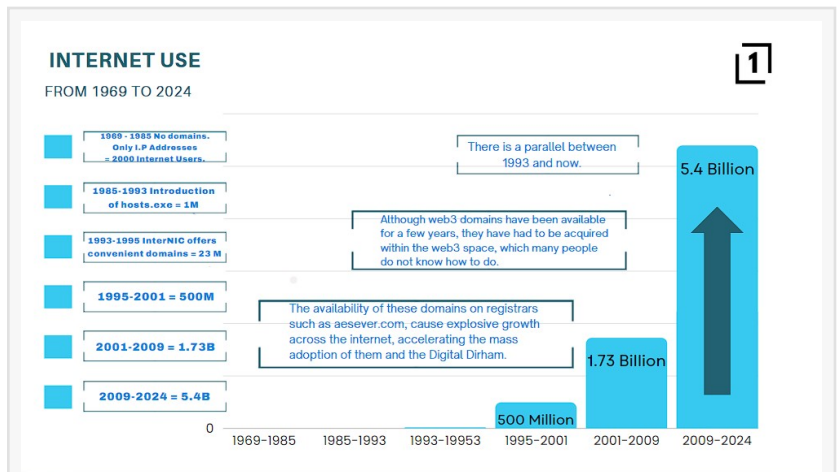 INTERNET USE
FROM 1969 TO 2024
1
1969 - 1985 No domains.
Only I.P Addresses
= 2000 Internet Users.
1985-1993 Introduction
of hosts.exe = 1M
1993-1995 InterNIC offers
convenient domains = 23 M
1995-2001 = 500M
2001-2009 = 1.73B
2009-2024 = 5.4B
There is a parallel between
1993 and now.
Although web3 domains have been available
for a few years, they have had to be acquired
within the web3 space, which many people
do not know how to do.
The availability of these domains on registrars
such as aesever.com, cause explosive growth
across the internet, accelerating the mass
adoption of them and the Digital Dirham.
5.4 Billion
1.73 Billion
500 Million
0
1969-1985 1985-1993 1993-19953 1995-2001 2001-2009 2009-2024